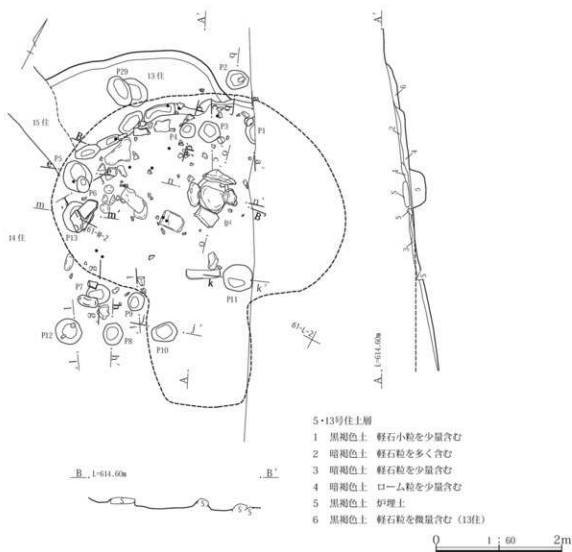 A'
A'
P29
13住
P2
q
15住
P4
P3
P1
P5
P6
m
m'
n
n'
B'
P13
61-M-2
14住
k
k'
P11
P7
P9
P12
P8
P10
j'
l
l'
h'
61-L-21
A
A
L=614.60m
B
L=614.60m
B'
5・13号住土層
1 黒褐色土 軽石小粒を少量含む
2 暗褐色土 軽石粒を多く含む
3 暗褐色土 軽石粒を少量含む
4 暗褐色土 ローム粒を少量含む
5 黒褐色土 炉埋土
6 黒褐色土 軽石粒を微量含む (13住)
0 1:60 2m